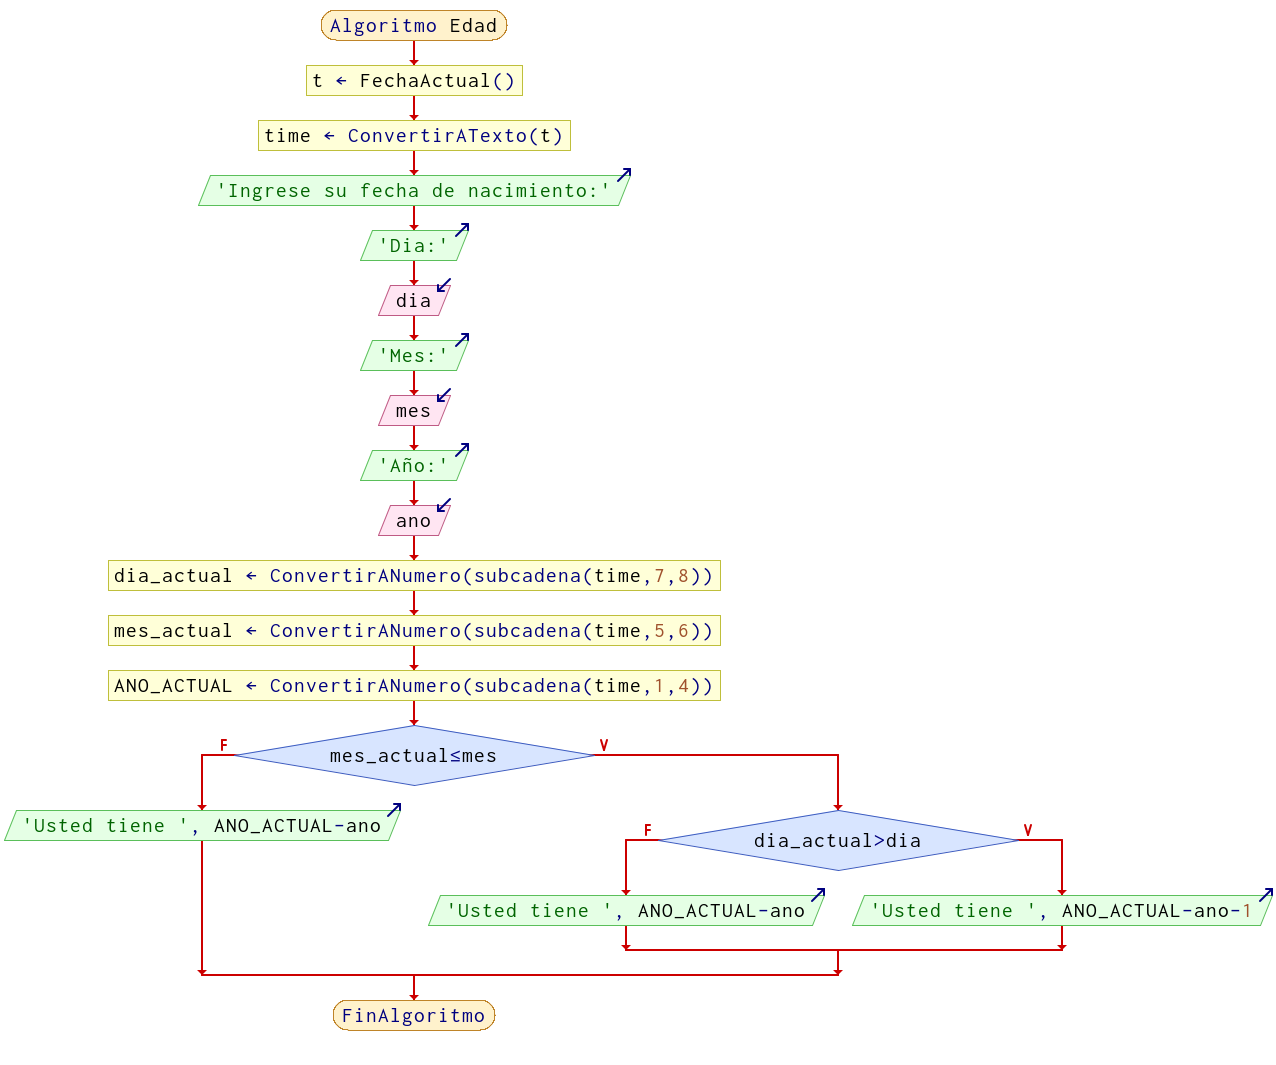 Algoritmo Edad
t ← FechaActual()
time ← ConvertirATexto(t)
'Ingrese su fecha de nacimiento:'
'Dia:'
dia
'Mes:'
mes
'Año:'
ano
dia_actual ← ConvertirANumero(subcadena(time,7,8))
mes_actual ← ConvertirANumero(subcadena(time,5,6))
ANO_ACTUAL ← ConvertirANumero(subcadena(time,1,4))
F
mes_actual≤mes
V
'Usted tiene ', ANO_ACTUAL-ano
F
dia_actual>dia
V
'Usted tiene ', ANO_ACTUAL-ano
'Usted tiene ', ANO_ACTUAL-ano-1
FinAlgoritmo